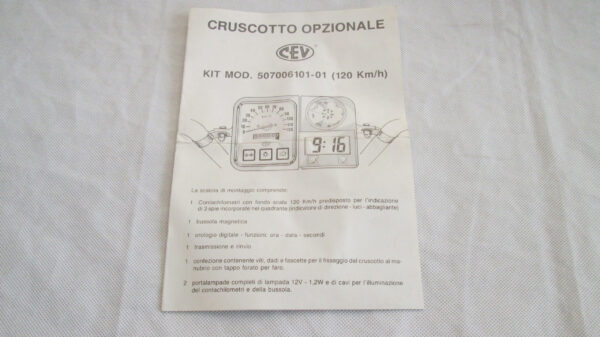 CRUSCOTTO OPZIONALE
CEV
KIT MOD. 507006101-01 (120 Km/h)
9:16
La scatola di montaggio comprende:
1 Contachilometri con fondo scala 120 Km/h predisposto per l'indicazione
di 3 spie incorporate nel quadrante (indicatore di direzione - luci - abbagliante)
1 bussola magnetica
1 orologio digitale - funzioni: ora - data - secondi
1 trasmissione e rinvio
1 confezione contenente viti, dadi e fascette per il fissaggio del cruscotto al ma-
nubrio con tappo forato per faro.
2 portalampade completi di lampada 12V - 1,2W e di cavi per l'illuminazione
del contachilometri e della bussola.